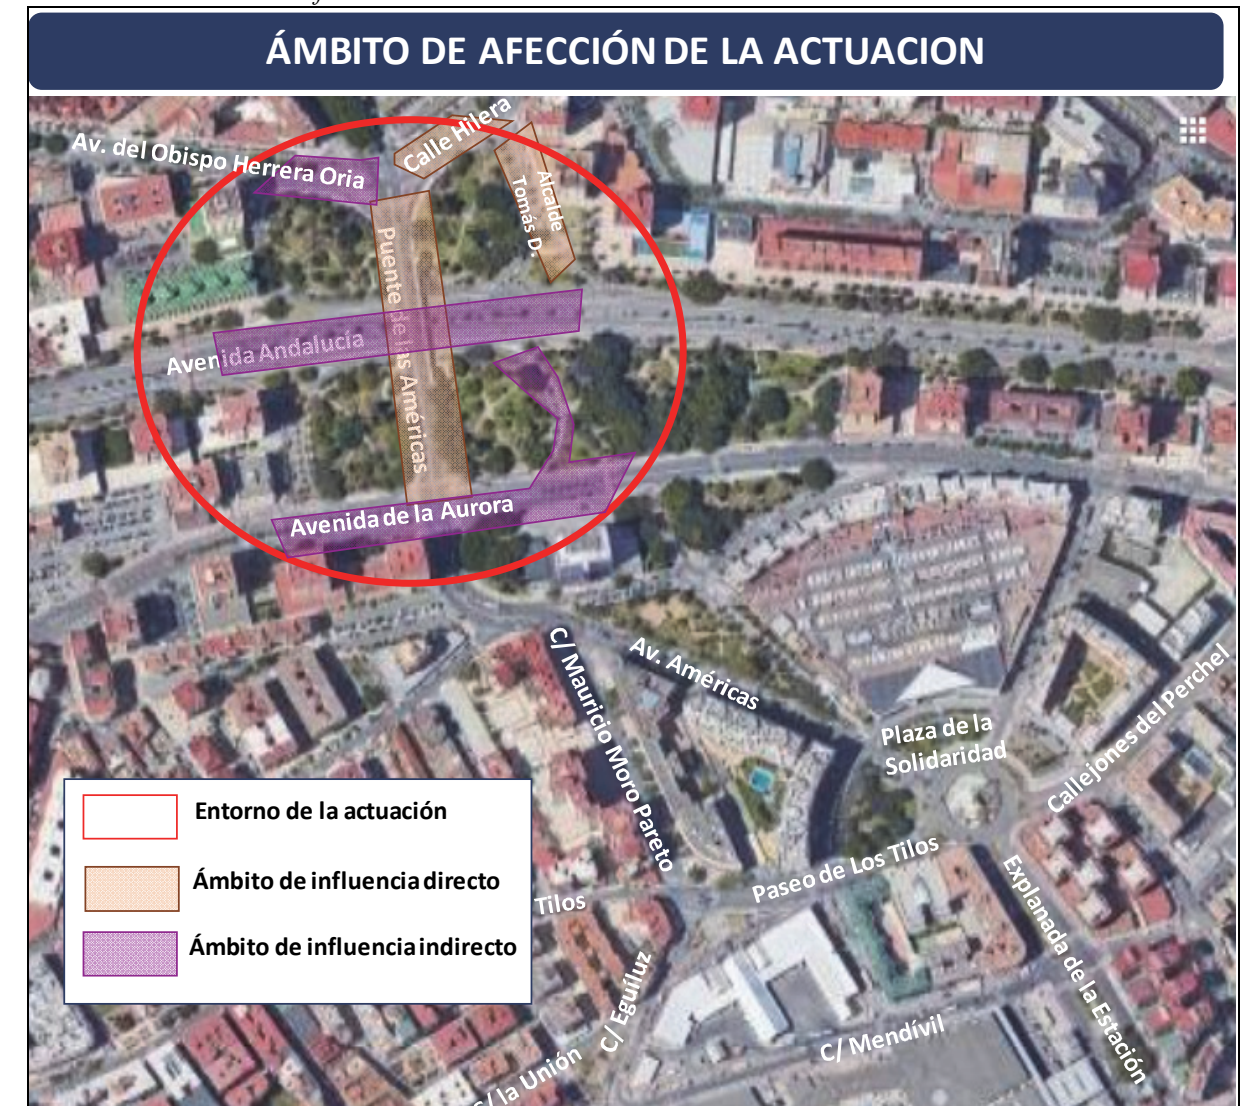 ÁMBITO DE AFECCIÓN DE LA ACTUACION
Calle Hilera
Av. del Obispo Herrera Oria
Alcalde
Tomás D.
Puente de las Américas
Avenida Andalucía
Avenida de la Aurora
C/ Mauricio Moro Pareto
Av. Américas
Plaza de la
Solidaridad
Callejones del Perchel
Entorno de la actuación
Ámbito de influencia directo
Ámbito de influencia indirecto
Paseo de Los Tilos
Tilos
Explanada de la Estación
C/ Eguíluz
C/ Mendívil
la Unión